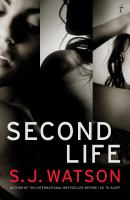 SECOND
LIFE
S.J. WATSON
AUTHOR OF THE INTERNATIONAL BESTSELLER BEFORE I GO TO SLEEP